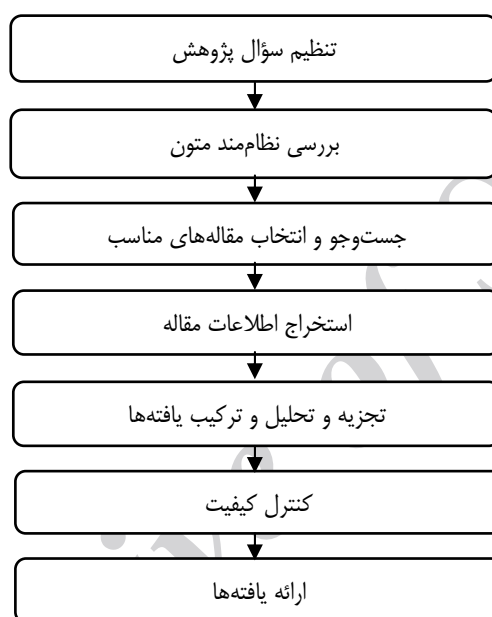 تنظیم سؤال پژوهش
بررسی نظام‌مند متون
جست‌وجو و انتخاب مقاله‌های مناسب
استخراج اطلاعات مقاله
تجزیه و تحلیل و ترکیب یافته‌ها
کنترل کیفیت
ارائه یافته‌ها